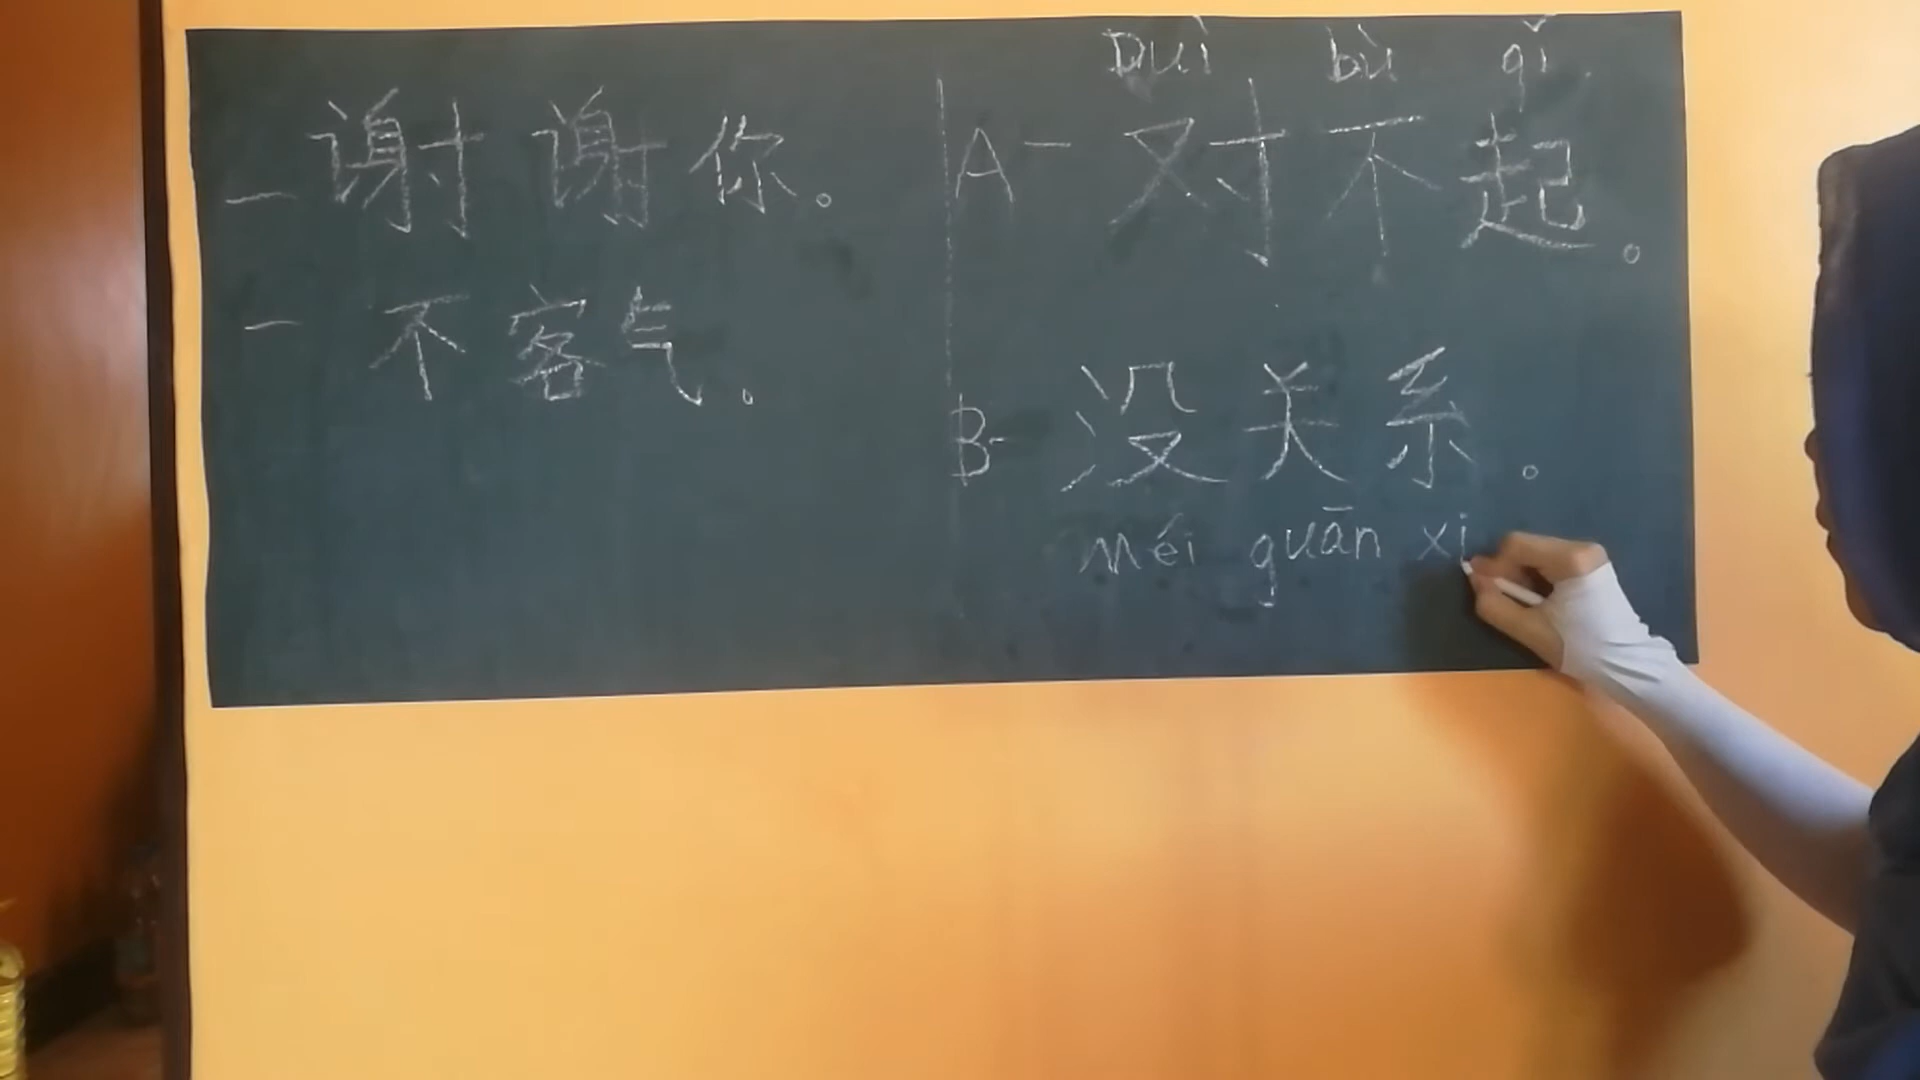 - 谢谢你。
- 不客气。
Duì bù qǐ
A- 对不起。
B- 没关系。
méi guān xi